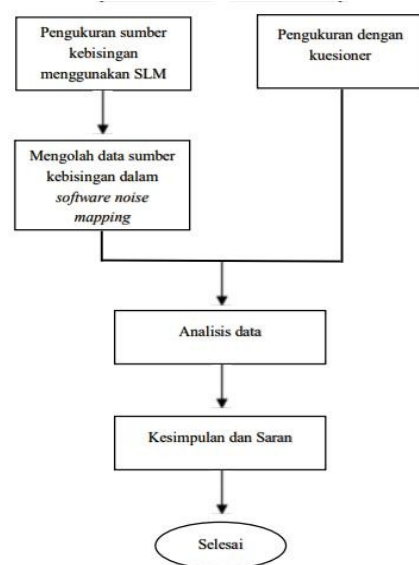 Pengukuran sumber
kebisingan
menggunakan SLM
Pengukuran dengan
kuesioner
Mengolah data sumber
kebisingan dalam
software noise
mapping
Analisis data
Kesimpulan dan Saran
Selesai